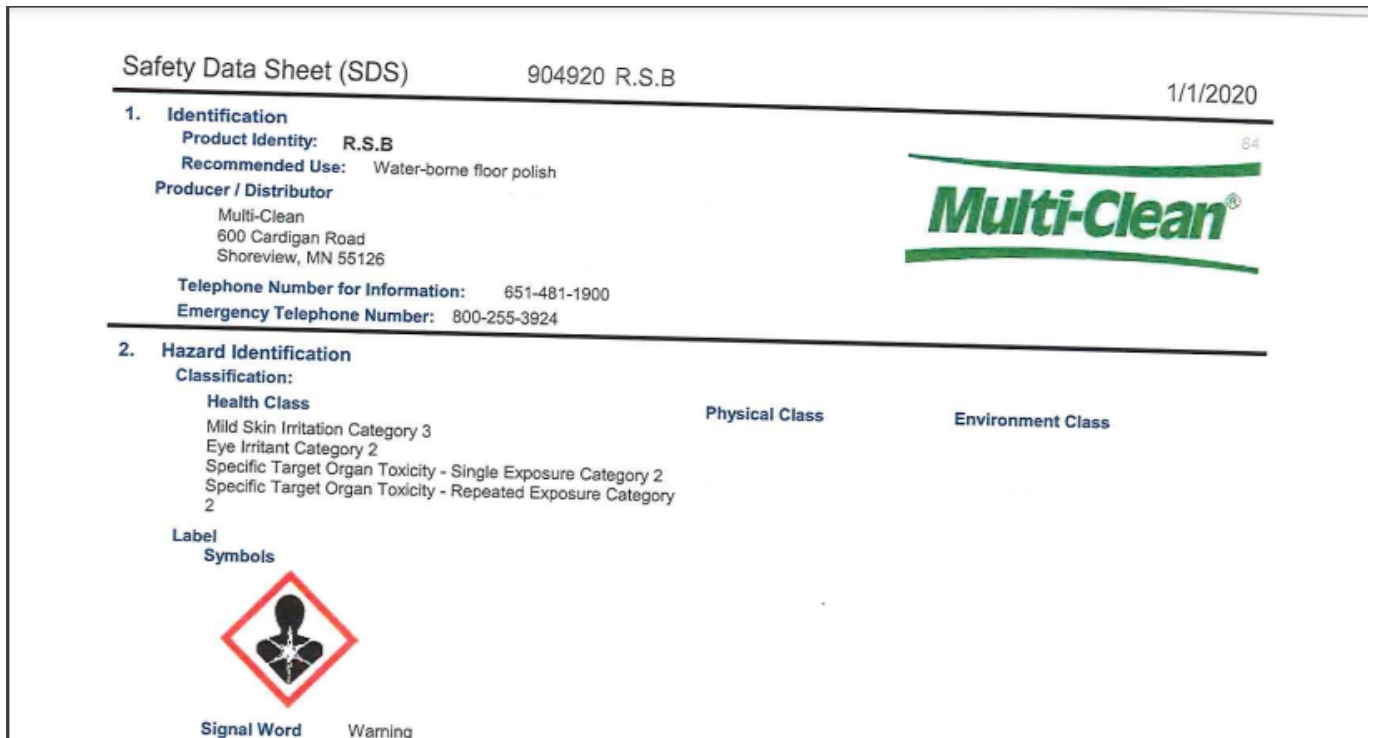 Safety Data Sheet (SDS) 904920 R.S.B 1/1/2020
1. Identification
84
Product Identity: R.S.B
Recommended Use: Water-borne floor polish
Producer / Distributor
Multi-Clean®
Multi-Clean
600 Cardigan Road
Shoreview, MN 55126
Telephone Number for Information: 651-481-1900
Emergency Telephone Number: 800-255-3924
2. Hazard Identification
Classification:
Health Class Physical Class Environment Class
Mild Skin Irritation Category 3
Eye Irritant Category 2
Specific Target Organ Toxicity - Single Exposure Category 2
Specific Target Organ Toxicity - Repeated Exposure Category
2
Label
Symbols
Signal Word Warning